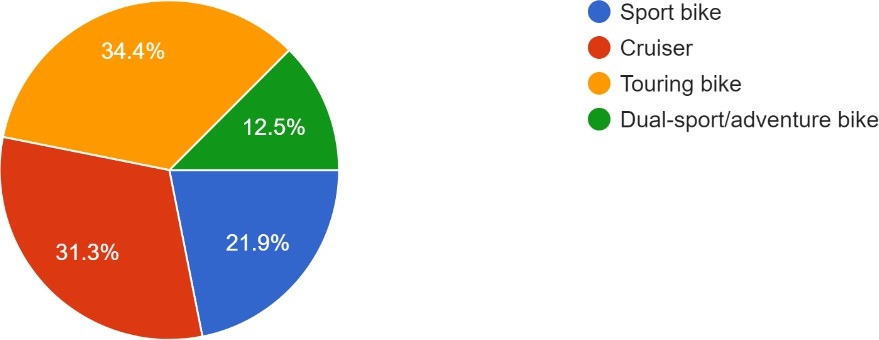 34.4%
12.5%
31.3%
21.9%
Sport bike
Cruiser
Touring bike
Dual-sport/adventure bike